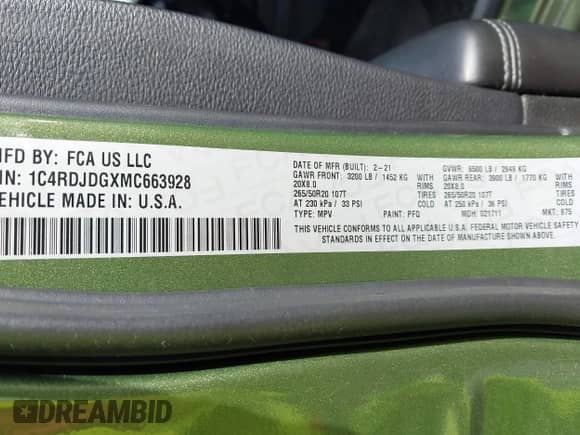 MFD BY: FCA US LLC
IN: 1C4RDJDGXMC663928
VEHICLE MADE IN: U.S.A.
DATE OF MFR (BUILT): 2-21 GVWR: 6500 LB / 2949 KG
GAWR FRONT: 3200 LB / 1452 KG WITH GAWR REAR: 3900 LB / 1770 KG WITH
20X8.0 RIMS 20X8.0 RIMS
265/50R20 107T TIRES 265/50R20 107T TIRES
AT 230 kPa / 33 PSI COLD AT 250 kPa / 36 PSI COLD
TYPE: MPV PAINT: PFQ MDH: 021711 MKT: 875
THIS VEHICLE CONFORMS TO ALL APPLICABLE U.S.A. FEDERAL MOTOR VEHICLE SAFETY
STANDARDS IN EFFECT ON THE DATE OF MANUFACTURE SHOWN ABOVE.
DREAMBID